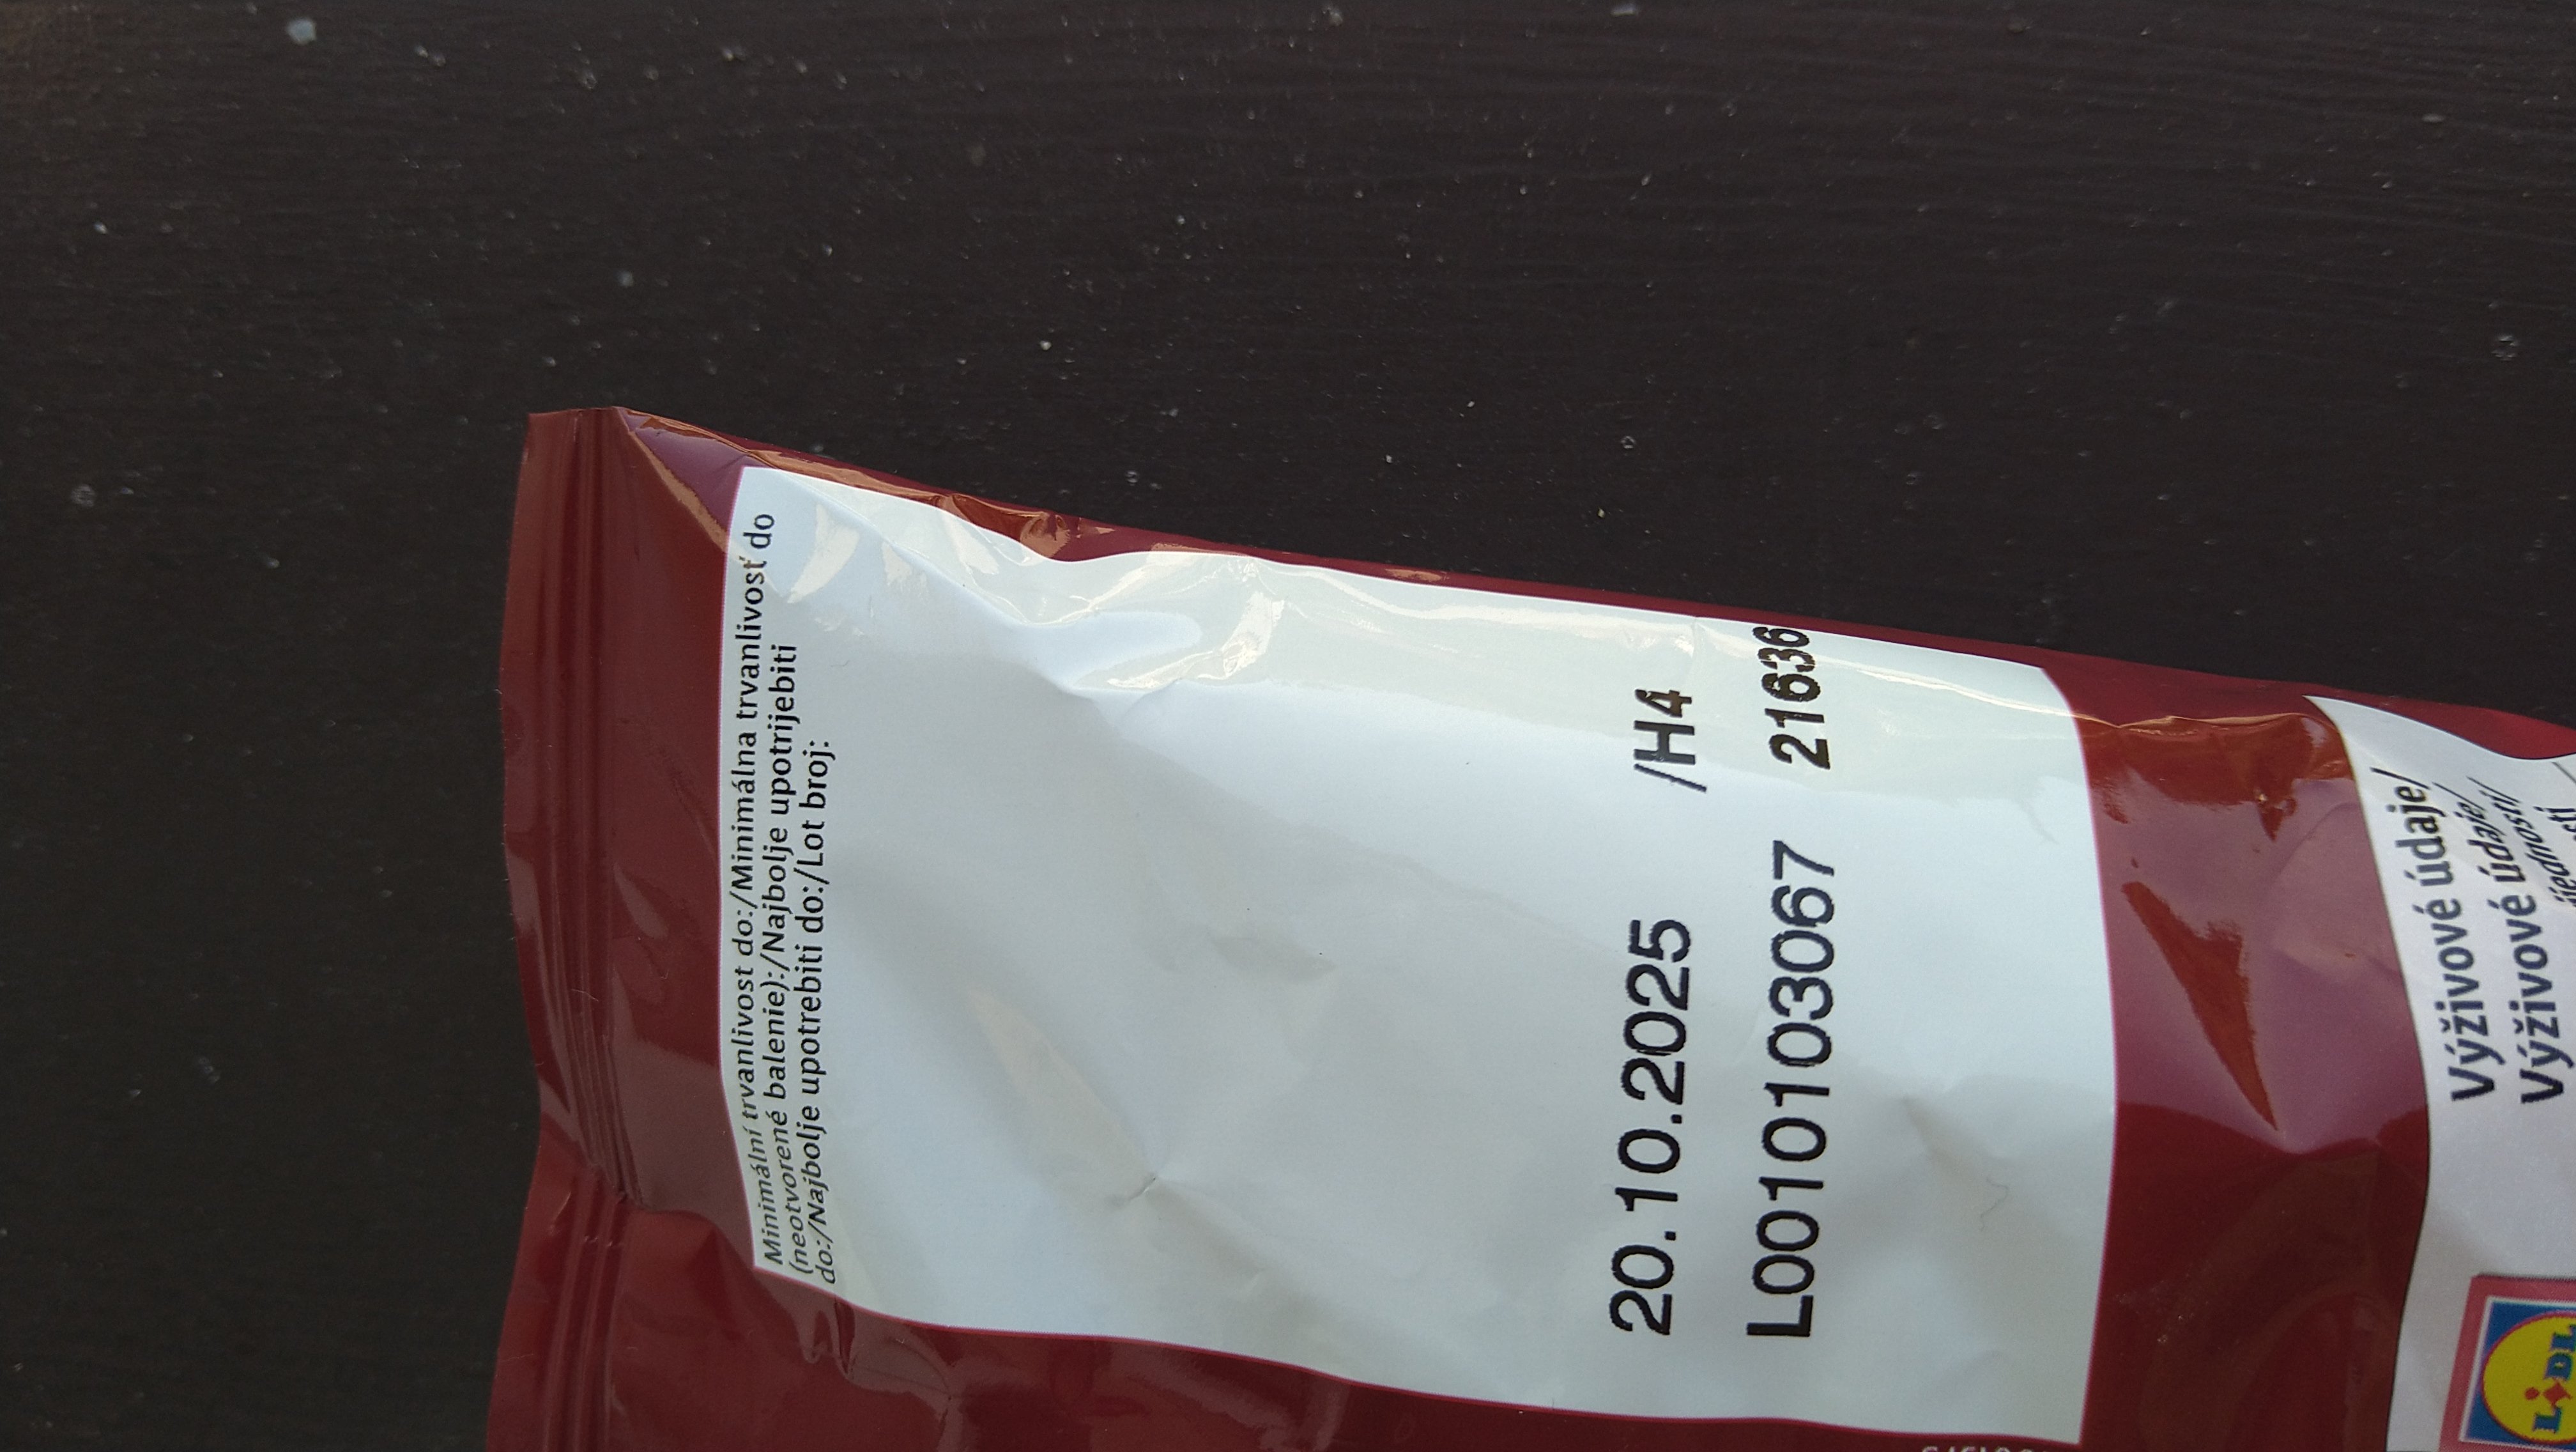 Minimální trvanlivost do:/Minimálna trvanlivosť do
(neotvorené balenie):/Najbolje upotrijebiti
do:/Najbolje upotrebiti do:/Lot broj:
20.10.2025 /H4
L0010103067 21636
Výživové údaje/
Výživové údaje/
LIDL